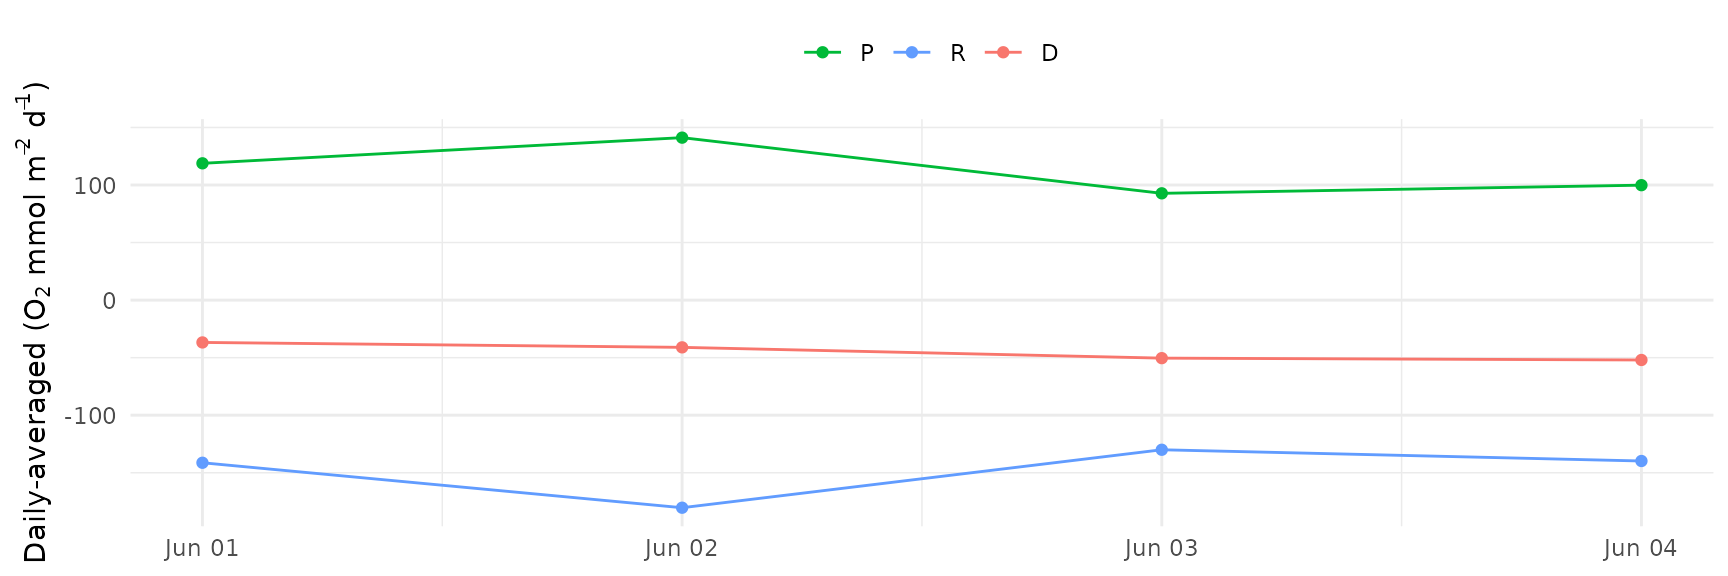 P R D
Daily-averaged (O₂ mmol m⁻² d⁻¹)
100
0
-100
Jun 01 Jun 02 Jun 03 Jun 04